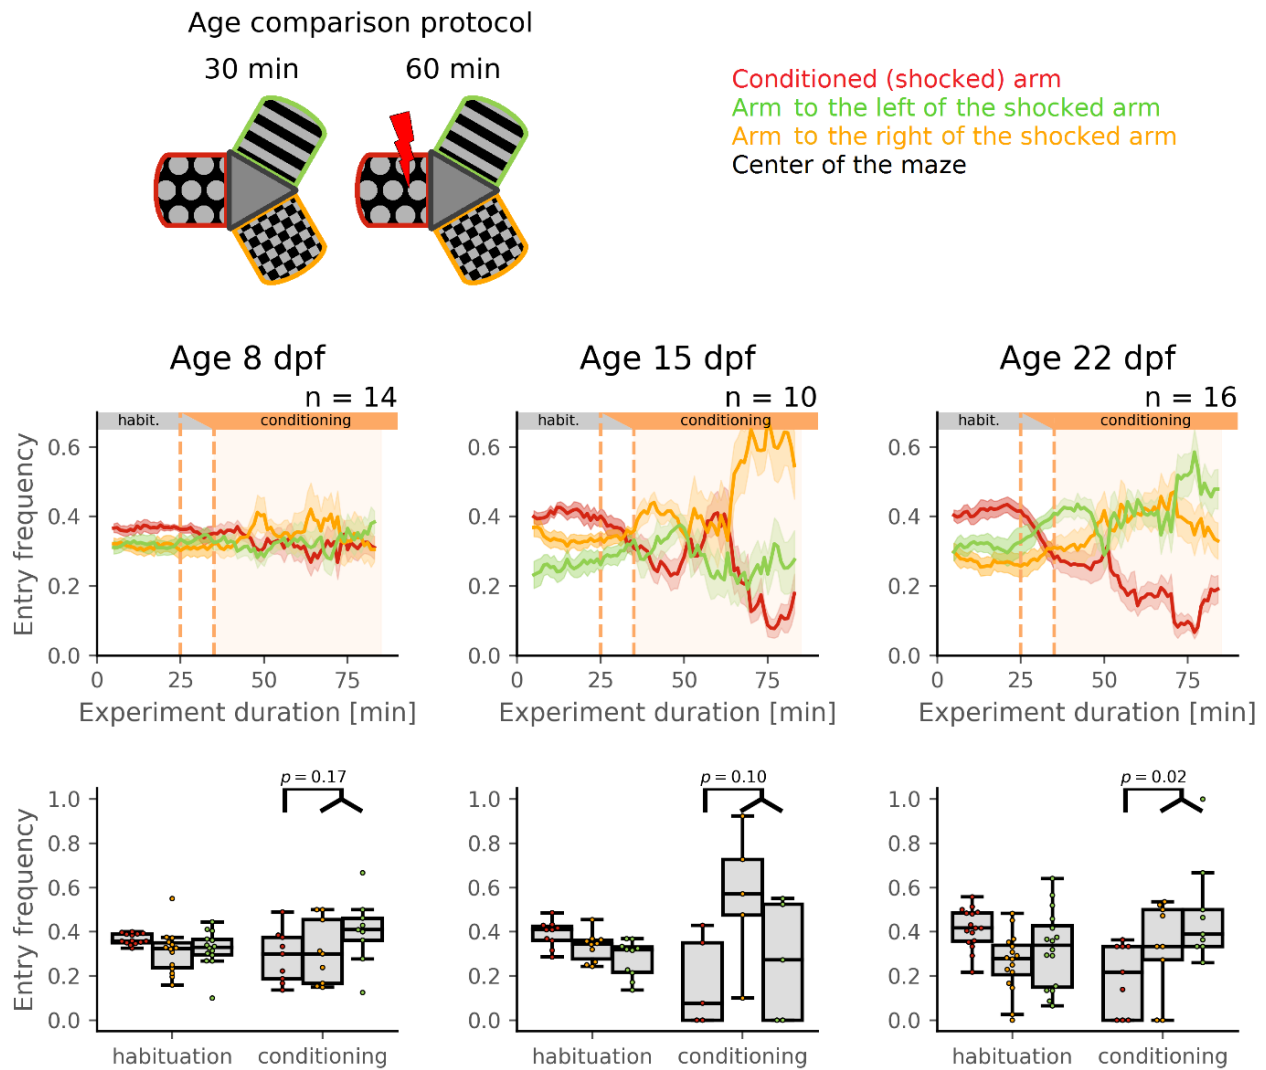 Age comparison protocol
30 min 60 min
Conditioned (shocked) arm
Arm to the left of the shocked arm
Arm to the right of the shocked arm
Center of the maze
Age 8 dpf Age 15 dpf Age 22 dpf
n = 14 n = 10 n = 16
habit. conditioning habit. conditioning habit. conditioning
Entry frequency
0.6 0.6 0.6
0.4 0.4 0.4
0.2 0.2 0.2
0.0 0.0 0.0
0 25 50 75 0 25 50 75 0 25 50 75
Experiment duration [min] Experiment duration [min] Experiment duration [min]
p = 0.17 p = 0.10 p = 0.02
Entry frequency
1.0 1.0 1.0
0.8 0.8 0.8
0.6 0.6 0.6
0.4 0.4 0.4
0.2 0.2 0.2
0.0 0.0 0.0
habituation conditioning habituation conditioning habituation conditioning